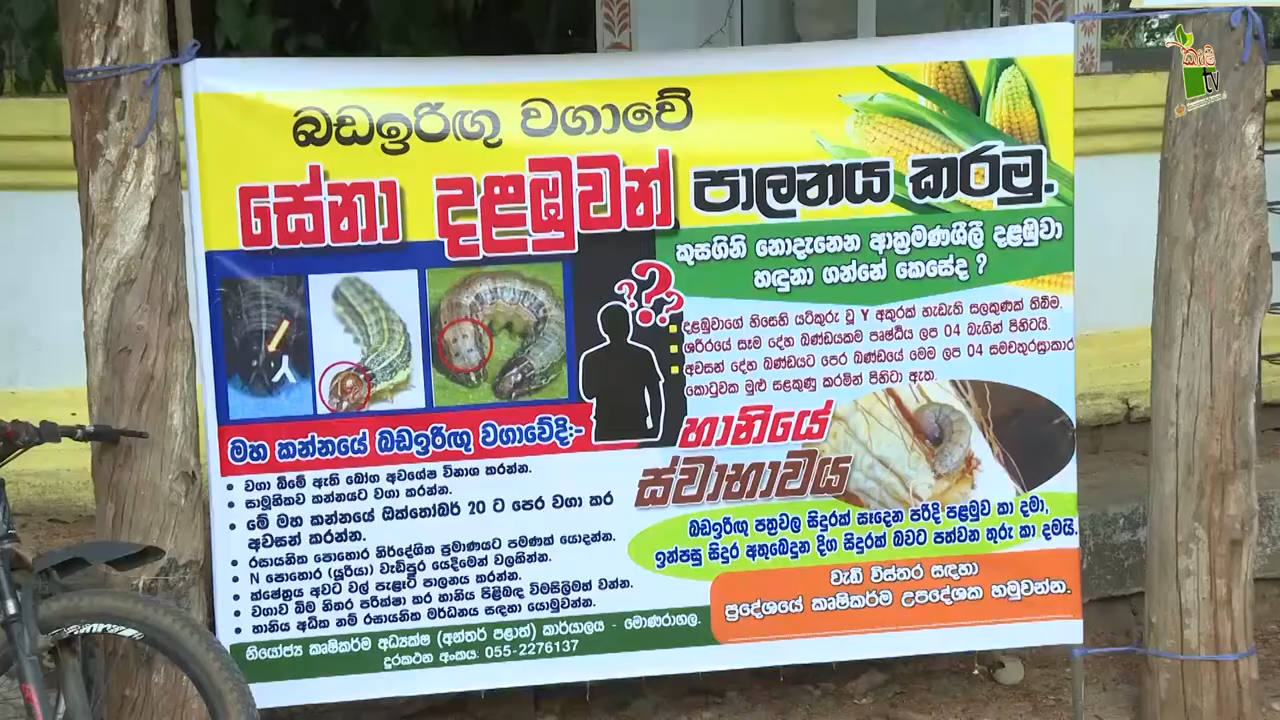 කෘෂි
tv
බඩඉරිඟු වගාවේ
සේනා දළඹුවන් පාලනය කරමු.
කුසගිනි නොදැනෙන ආක්‍රමණශීලී දළඹුවා
හඳුනා ගන්නේ කෙසේද ?
???
දළඹුවාගේ හිසෙහි යටිකුරු වූ Y අකුරක් හැඩැති සලකුණක් තිබීම.
ශරීරයේ සෑම දේහ ඛණ්ඩයකම පෘෂ්ඨීය ලප 04 බැගින් පිහිටයි.
අවසන් දේහ ඛණ්ඩයට පෙර ඛණ්ඩයේ මෙම ලප 04 සමචතුරස්‍රාකාර
කොටුවක මුළු සළකුණු කරමින් පිහිටා ඇත.
හානියේ
ස්වාභාවය
බඩඉරිඟු පත්‍රවල සිදුරක් සෑදෙන පරිදි පළමුව කා දමා,
ඉන්පසු සිදුර අතුබෙදුන දිග සිදුරක් බවට පත්වන තුරු කා දමයි.
මහ කන්නයේ බඩඉරිඟු වගාවේදි:-
• වගා බිමේ ඇති බෝග අවශේෂ විනාශ කරන්න.
• සාමූහිකව කන්නයට වගා කරන්න.
• මේ මහ කන්නයේ ඔක්තෝබර් 20 ට පෙර වගා කර
අවසන් කරන්න.
• රසායනික පොහොර නිර්දේශිත ප්‍රමාණයට පමණක් යොදන්න.
• N පොහොර (යූරියා) වැඩිපුර යෙදීමෙන් වලකින්න.
• ක්ෂේත්‍රය අවට වල් පැළෑටි පාලනය කරන්න.
• වගාව බිම නිතර පරික්ෂා කර හානිය පිළිබඳ විමසිලිමත් වන්න.
• හානිය අධික නම් රසායනික මර්ධනය සඳහා යොමුවන්න.
වැඩි විස්තර සඳහා
ප්‍රදේශයේ කෘෂිකර්ම උපදේශක හමුවන්න.
නියෝජ්‍ය කෘෂිකර්ම අධ්‍යක්ෂ (අන්තර් පළාත්) කාර්යාලය - මොණරාගල.
දුරකථන අංකය: 055-2276137